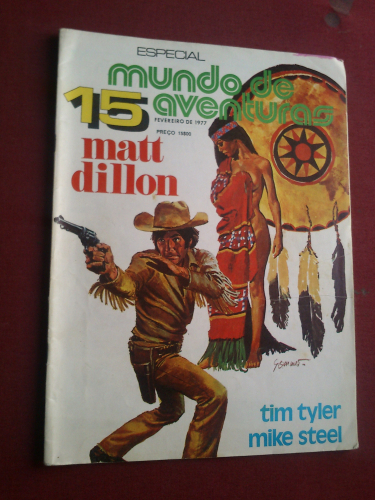 ESPECIAL
mundo de
aventuras
15
FEVEREIRO DE 1977
PREÇO 15$00
matt
dillon
tim tyler
mike steel